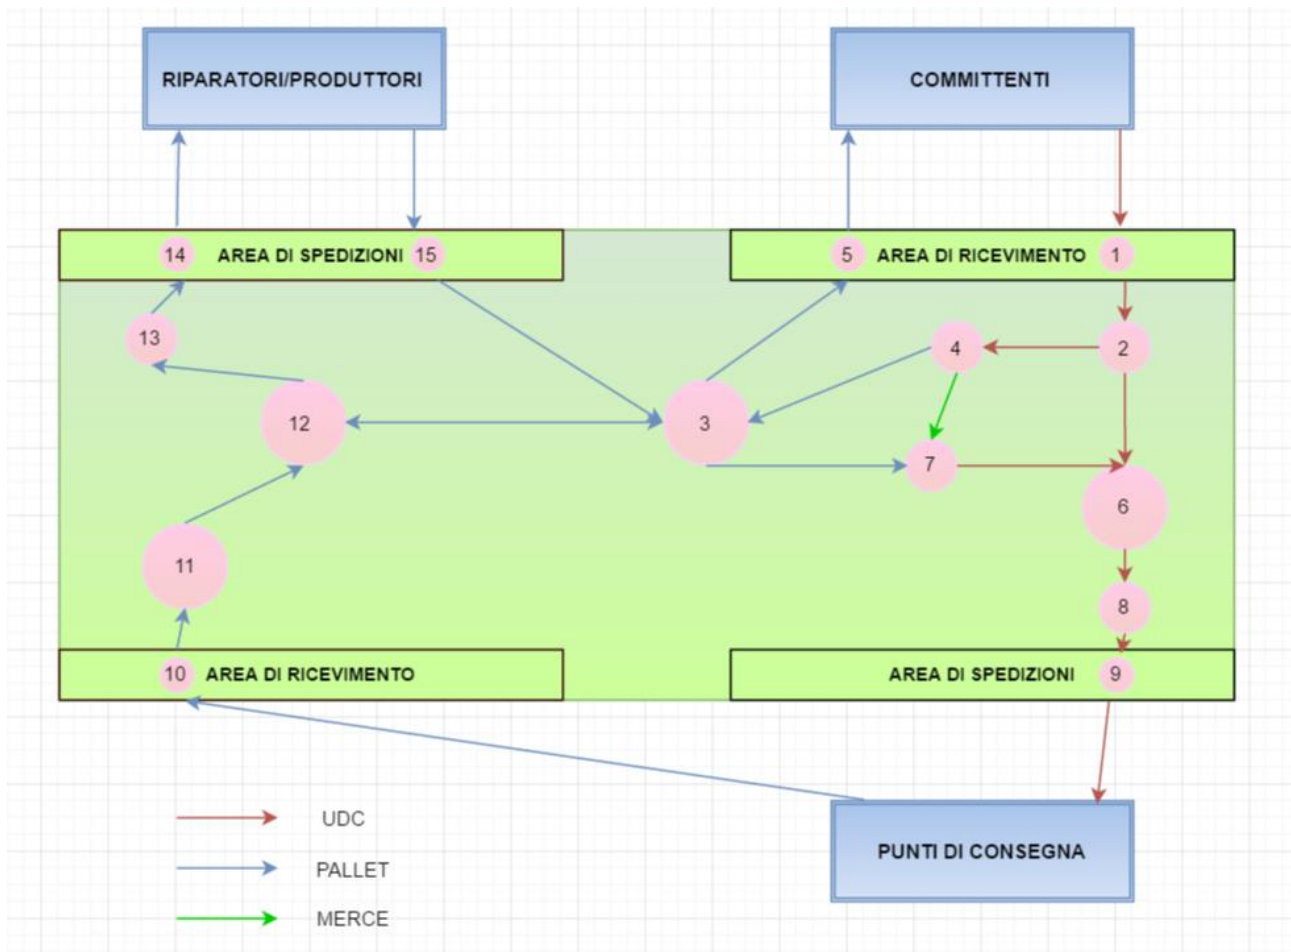 RIPARATORI/PRODUTTORI
COMMITTENTI
14 AREA DI SPEDIZIONI 15
5 AREA DI RICEVIMENTO 1
13
4
2
12
3
7
6
11
8
10 AREA DI RICEVIMENTO
AREA DI SPEDIZIONI 9
UDC
PALLET
MERCE
PUNTI DI CONSEGNA